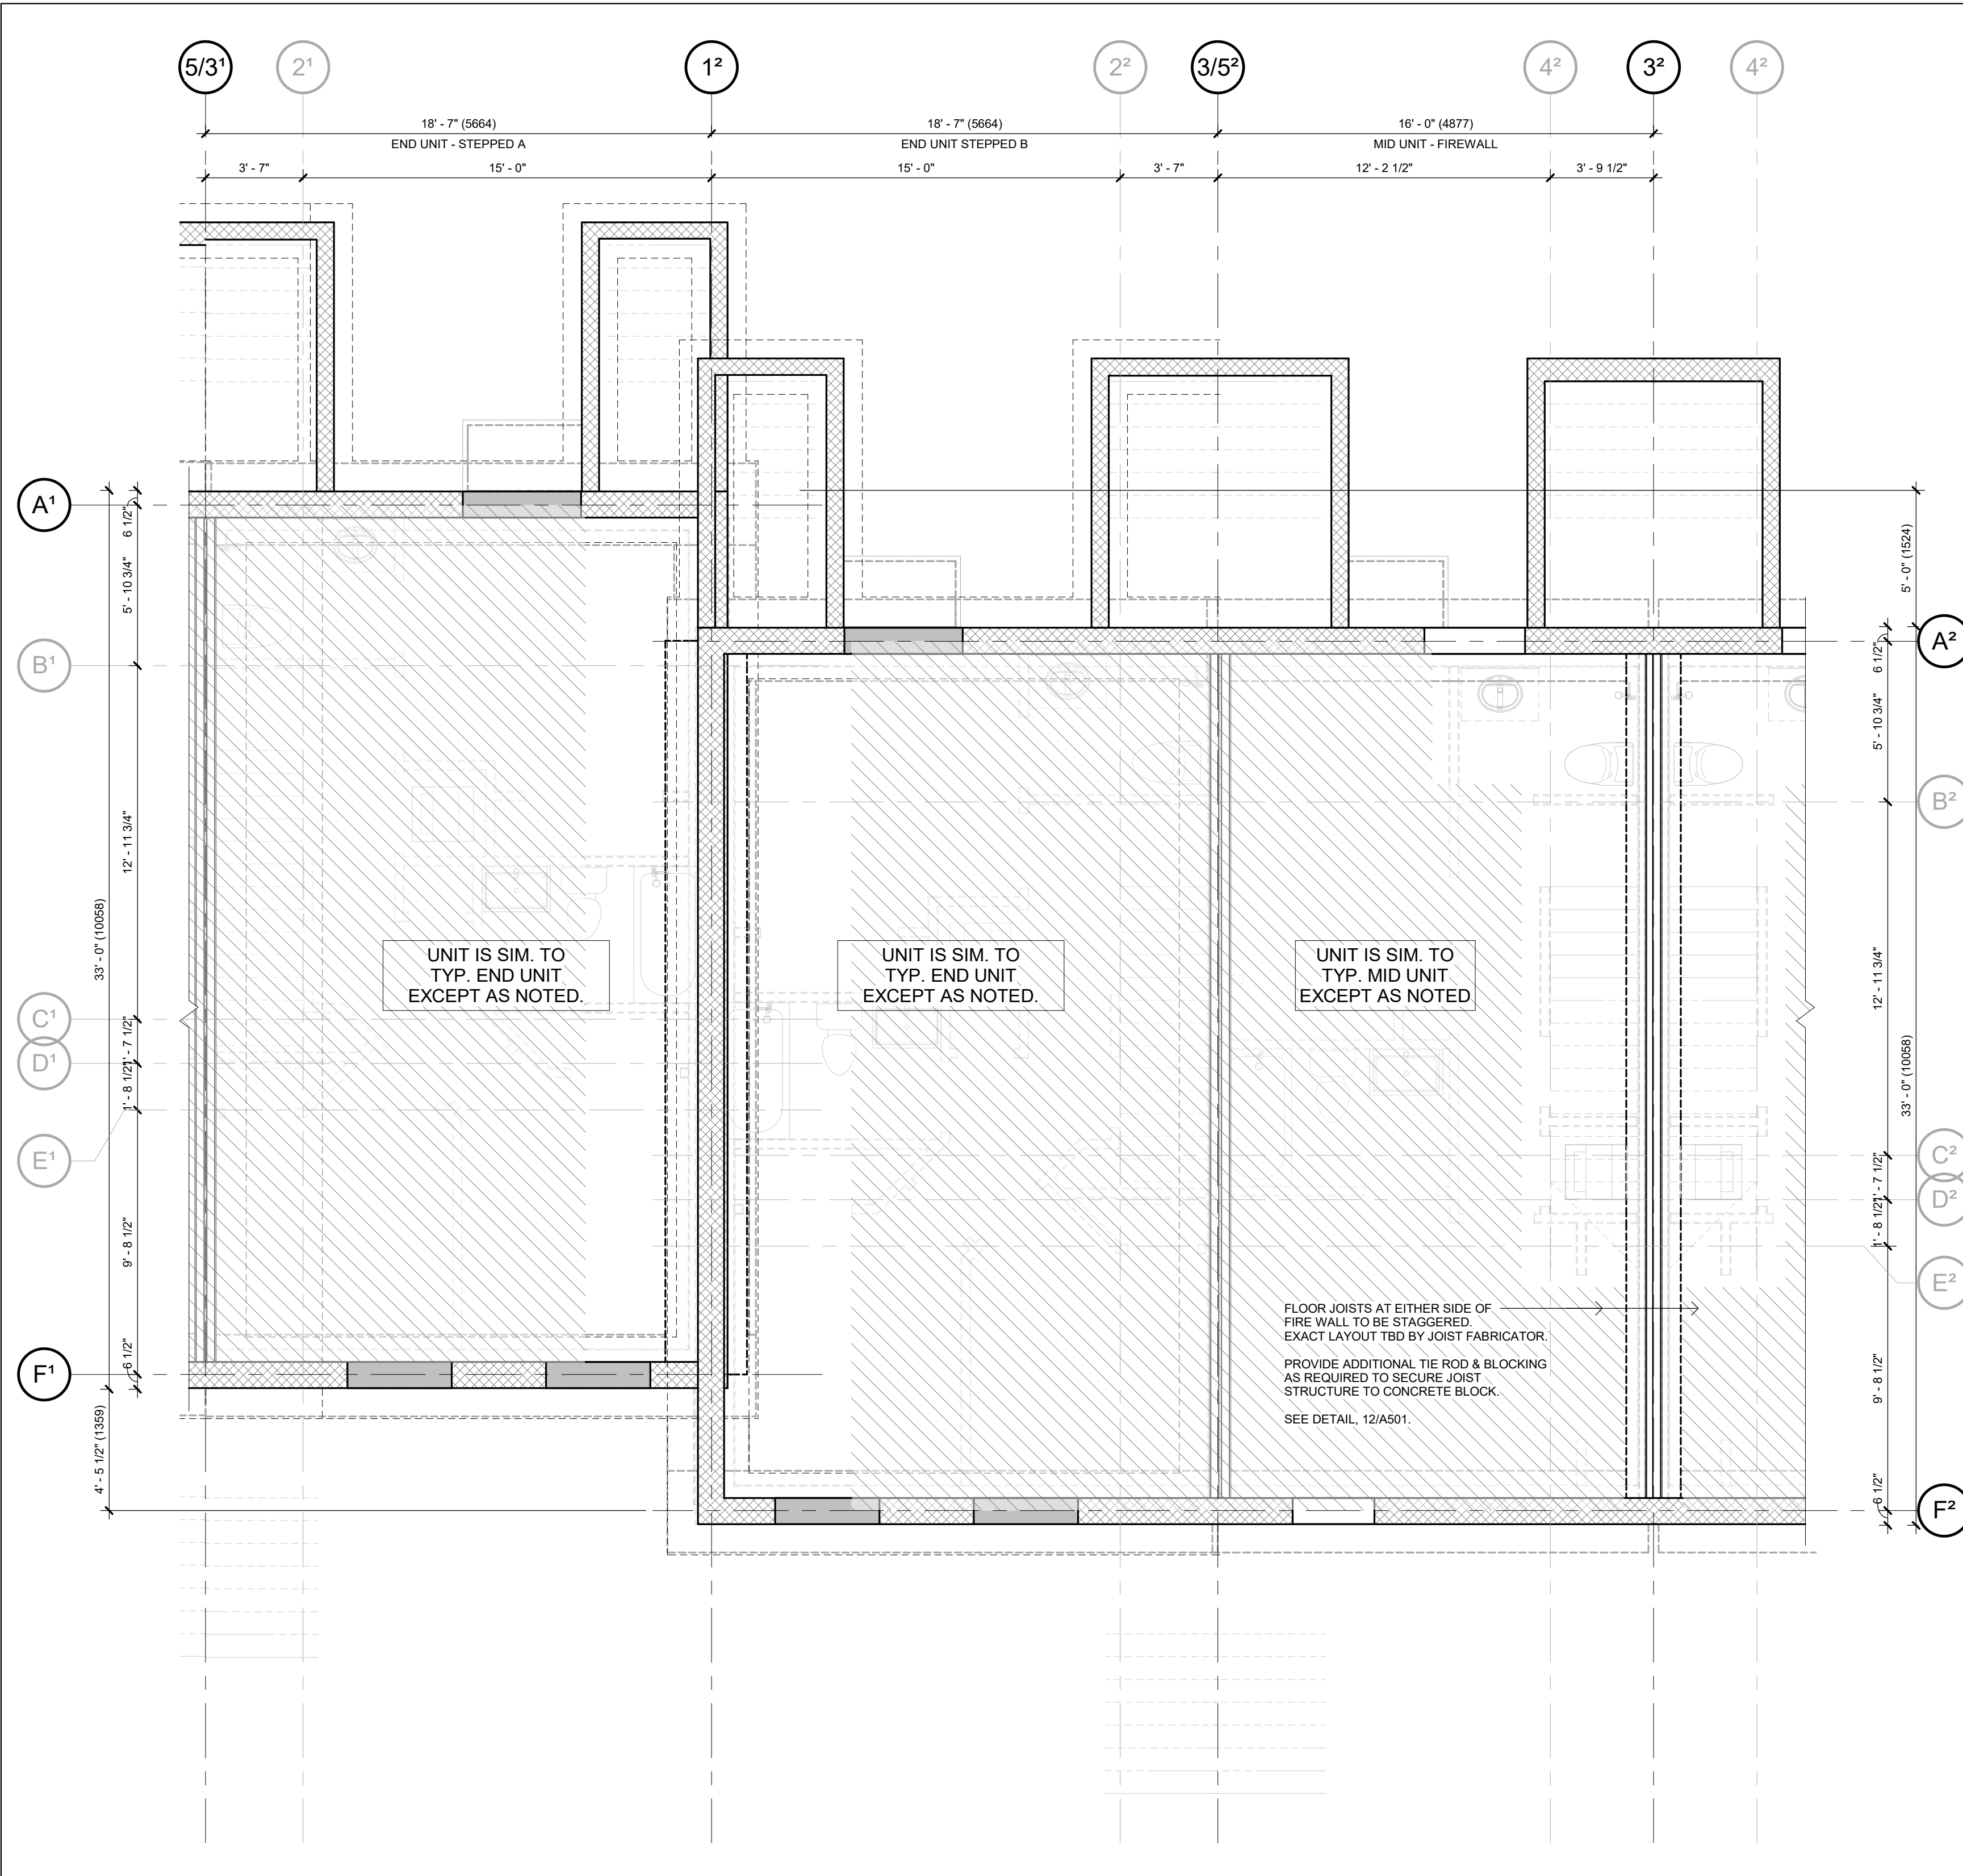 5/3¹
2¹
1²
2²
3/5²
4²
3²
4²
18' - 7" (5664)
18' - 7" (5664)
16' - 0" (4877)
END UNIT - STEPPED A
END UNIT STEPPED B
MID UNIT - FIREWALL
3' - 7"
15' - 0"
15' - 0"
3' - 7"
12' - 2 1/2"
3' - 9 1/2"
A¹
B¹
C¹
D¹
E¹
F¹
6 1/2"
5' - 10 3/4"
12' - 11 3/4"
33' - 0" (10058)
1' - 7 1/2"
1' - 8 1/2"
9' - 8 1/2"
6 1/2"
4' - 5 1/2" (1359)
UNIT IS SIM. TO
TYP. END UNIT
EXCEPT AS NOTED.
UNIT IS SIM. TO
TYP. END UNIT
EXCEPT AS NOTED.
UNIT IS SIM. TO
TYP. MID UNIT
EXCEPT AS NOTED
FLOOR JOISTS AT EITHER SIDE OF
FIRE WALL TO BE STAGGERED.
EXACT LAYOUT TBD BY JOIST FABRICATOR.
PROVIDE ADDITIONAL TIE ROD & BLOCKING
AS REQUIRED TO SECURE JOIST
STRUCTURE TO CONCRETE BLOCK.
SEE DETAIL, 12/A501.
5' - 0" (1524)
6 1/2"
5' - 10 3/4"
12' - 11 3/4"
33' - 0" (10058)
1' - 7 1/2"
1' - 8 1/2"
9' - 8 1/2"
6 1/2"
A²
B²
C²
D²
E²
F²